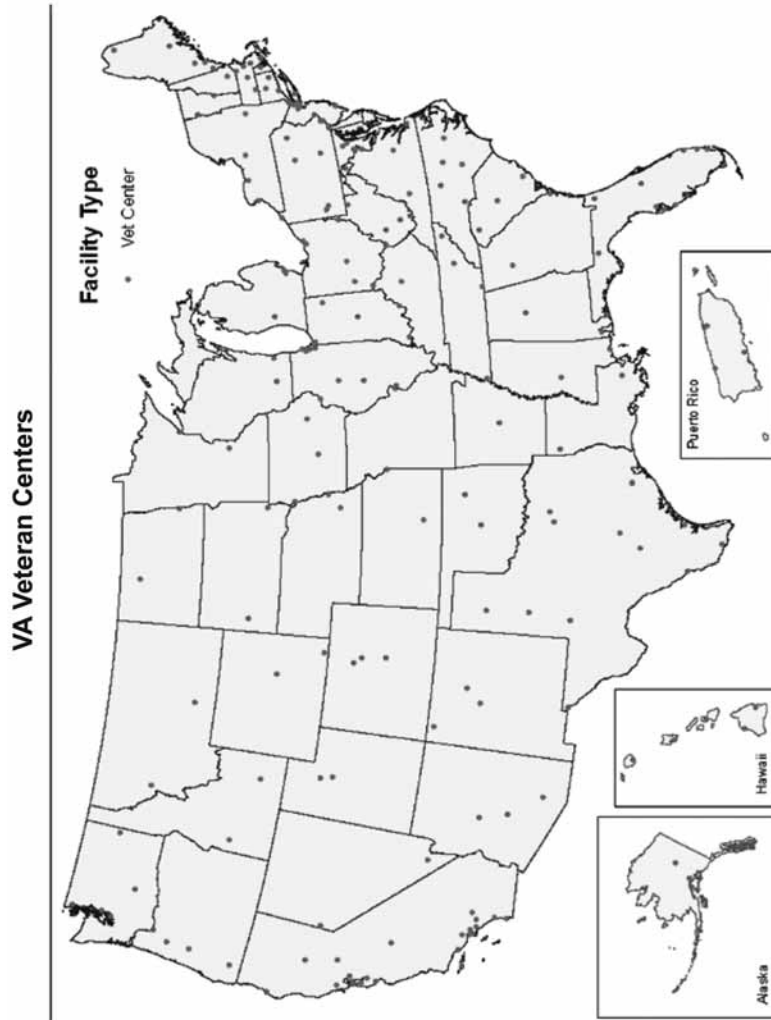 VA Veteran Centers
Facility Type
Vet Center
Alaska
Hawaii
Puerto Rico